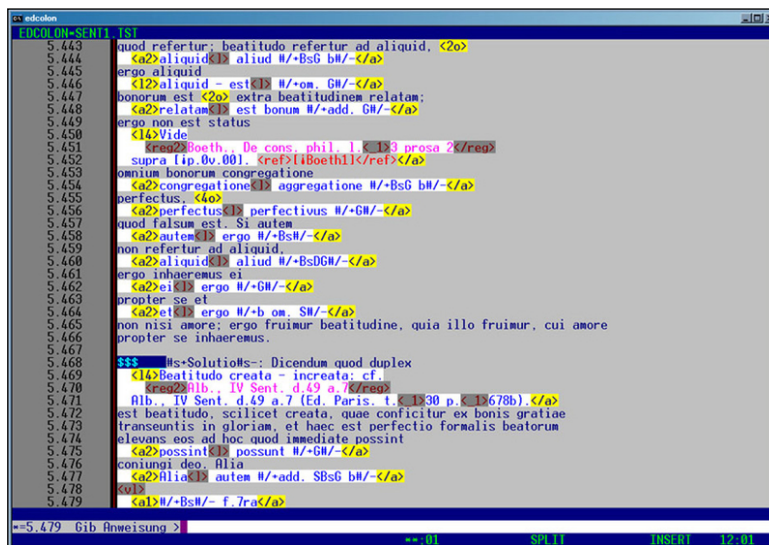 edcolon
EDCOLON=SENT1.TST
5.443 quod refertur; beatitudo refertur ad aliquid, <2o>
5.444 <a2>aliquid<]> aliud #/+BsG b#/-</a>
5.445 ergo aliquid
5.446 <l2>aliquid - est<]> #/+om. G#/-</a>
5.447 bonorum est <2o> extra beatitudinem relatam;
5.448 <a2>relatam<]> est bonum #/+add. G#/-</a>
5.449 ergo non est status
5.450 <l4>Vide
5.451 <reg2>Boeth., De cons. phil. l.<_1>3 prosa 2</reg>
5.452 supra [↓p.0v.00]. <ref>[↓Boeth1]</ref></a>
5.453 omnium bonorum congregatione
5.454 <a2>congregatione<]> aggregatione #/+BsG b#/-</a>
5.455 perfectus, <4o>
5.456 <a2>perfectus<]> perfectivus #/+G#/-</a>
5.457 quod falsum est. Si autem
5.458 <a2>autem<]> ergo #/+Bs#/-</a>
5.459 non refertur ad aliquid,
5.460 <a2>aliquid<]> aliud #/+BsDG#/-</a>
5.461 ergo inhaeremus ei
5.462 <a2>ei<]> ergo #/+G#/-</a>
5.463 propter se et
5.464 <a2>et<]> ergo #/+b om. S#/-</a>
5.465 non nisi amore; ergo fruimur beatitudine, quia illo fruimur, cui amore
5.466 propter se inhaeremus.
5.467
5.468 $$$ #s+Solutio#s-: Dicendum quod duplex
5.469 <l4>Beatitudo creata - increata: cf.
5.470 <reg2>Alb., IV Sent. d.49 a.7</reg>
5.471 Alb., IV Sent. d.49 a.7 (Ed. Paris. t.<_1>30 p.<_1>678b).</a>
5.472 est beatitudo, scilicet creata, quae conficitur ex bonis gratiae
5.473 transeuntis in gloriam, et haec est perfectio formalis beatorum
5.474 elevans eos ad hoc quod immediate possint
5.475 <a2>possint<]> possunt #/+G#/-</a>
5.476 coniungi deo. Alia
5.477 <a2>Alia<]> autem #/+add. SBsG b#/-</a>
5.478 <vl>
5.479 <a1>#/+Bs#/- f.7ra</a>
*=5.479 Gib Anweisung >
**:01 SPLIT INSERT 12:01